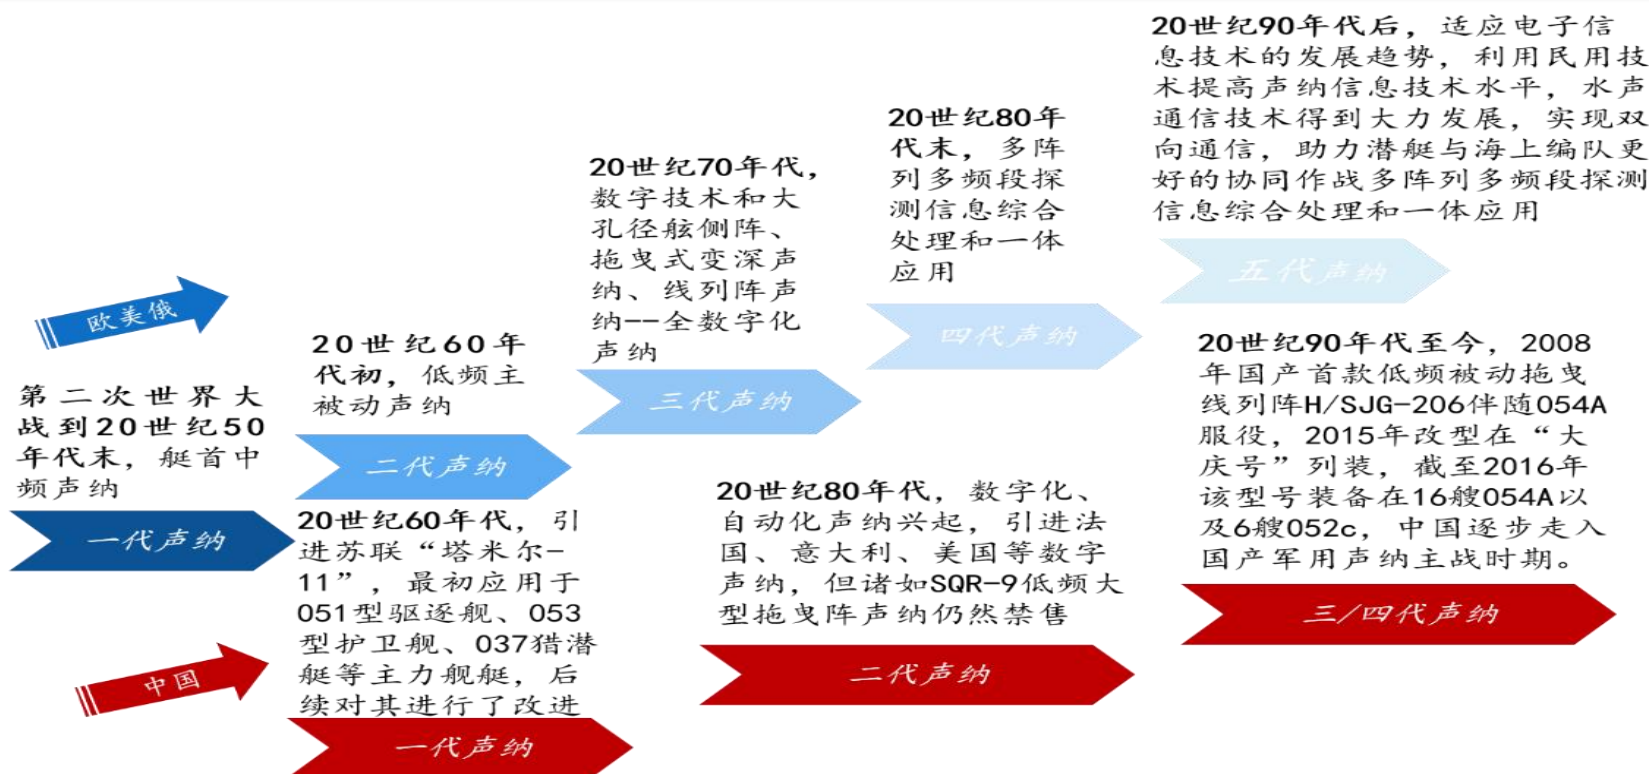 欧美俄
第二次世界大
战到20世纪50
年代末，艇首中
频声纳
一代声纳
20世纪60年
代初，低频主
被动声纳
二代声纳
20世纪70年代，
数字技术和大
孔径舷侧阵、
拖曳式变深声
纳、线列阵声
纳--全数字化
声纳
三代声纳
20世纪80年
代末，多阵
列多频段探
测信息综合
处理和一体
应用
四代声纳
20世纪90年代后，适应电子信
息技术的发展趋势，利用民用技
术提高声纳信息技术水平，水声
通信技术得到大力发展，实现双
向通信，助力潜艇与海上编队更
好的协同作战多阵列多频段探测
信息综合处理和一体应用
五代声纳
中国
20世纪60年代，引
进苏联“塔米尔-
11”，最初应用于
051型驱逐舰、053
型护卫舰、037猎潜
艇等主力舰艇，后
续对其进行了改进
一代声纳
20世纪80年代，数字化、
自动化声纳兴起，引进法
国、意大利、美国等数字
声纳，但诸如SQR-9低频大
型拖曳阵声纳仍然禁售
二代声纳
20世纪90年代至今，2008
年国产首款低频被动拖曳
线列阵H/SJG-206伴随054A
服役，2015年改型在“大
庆号”列装，截至2016年
该型号装备在16艘054A以
及6艘052c，中国逐步走入
国产军用声纳主战时期。
三/四代声纳